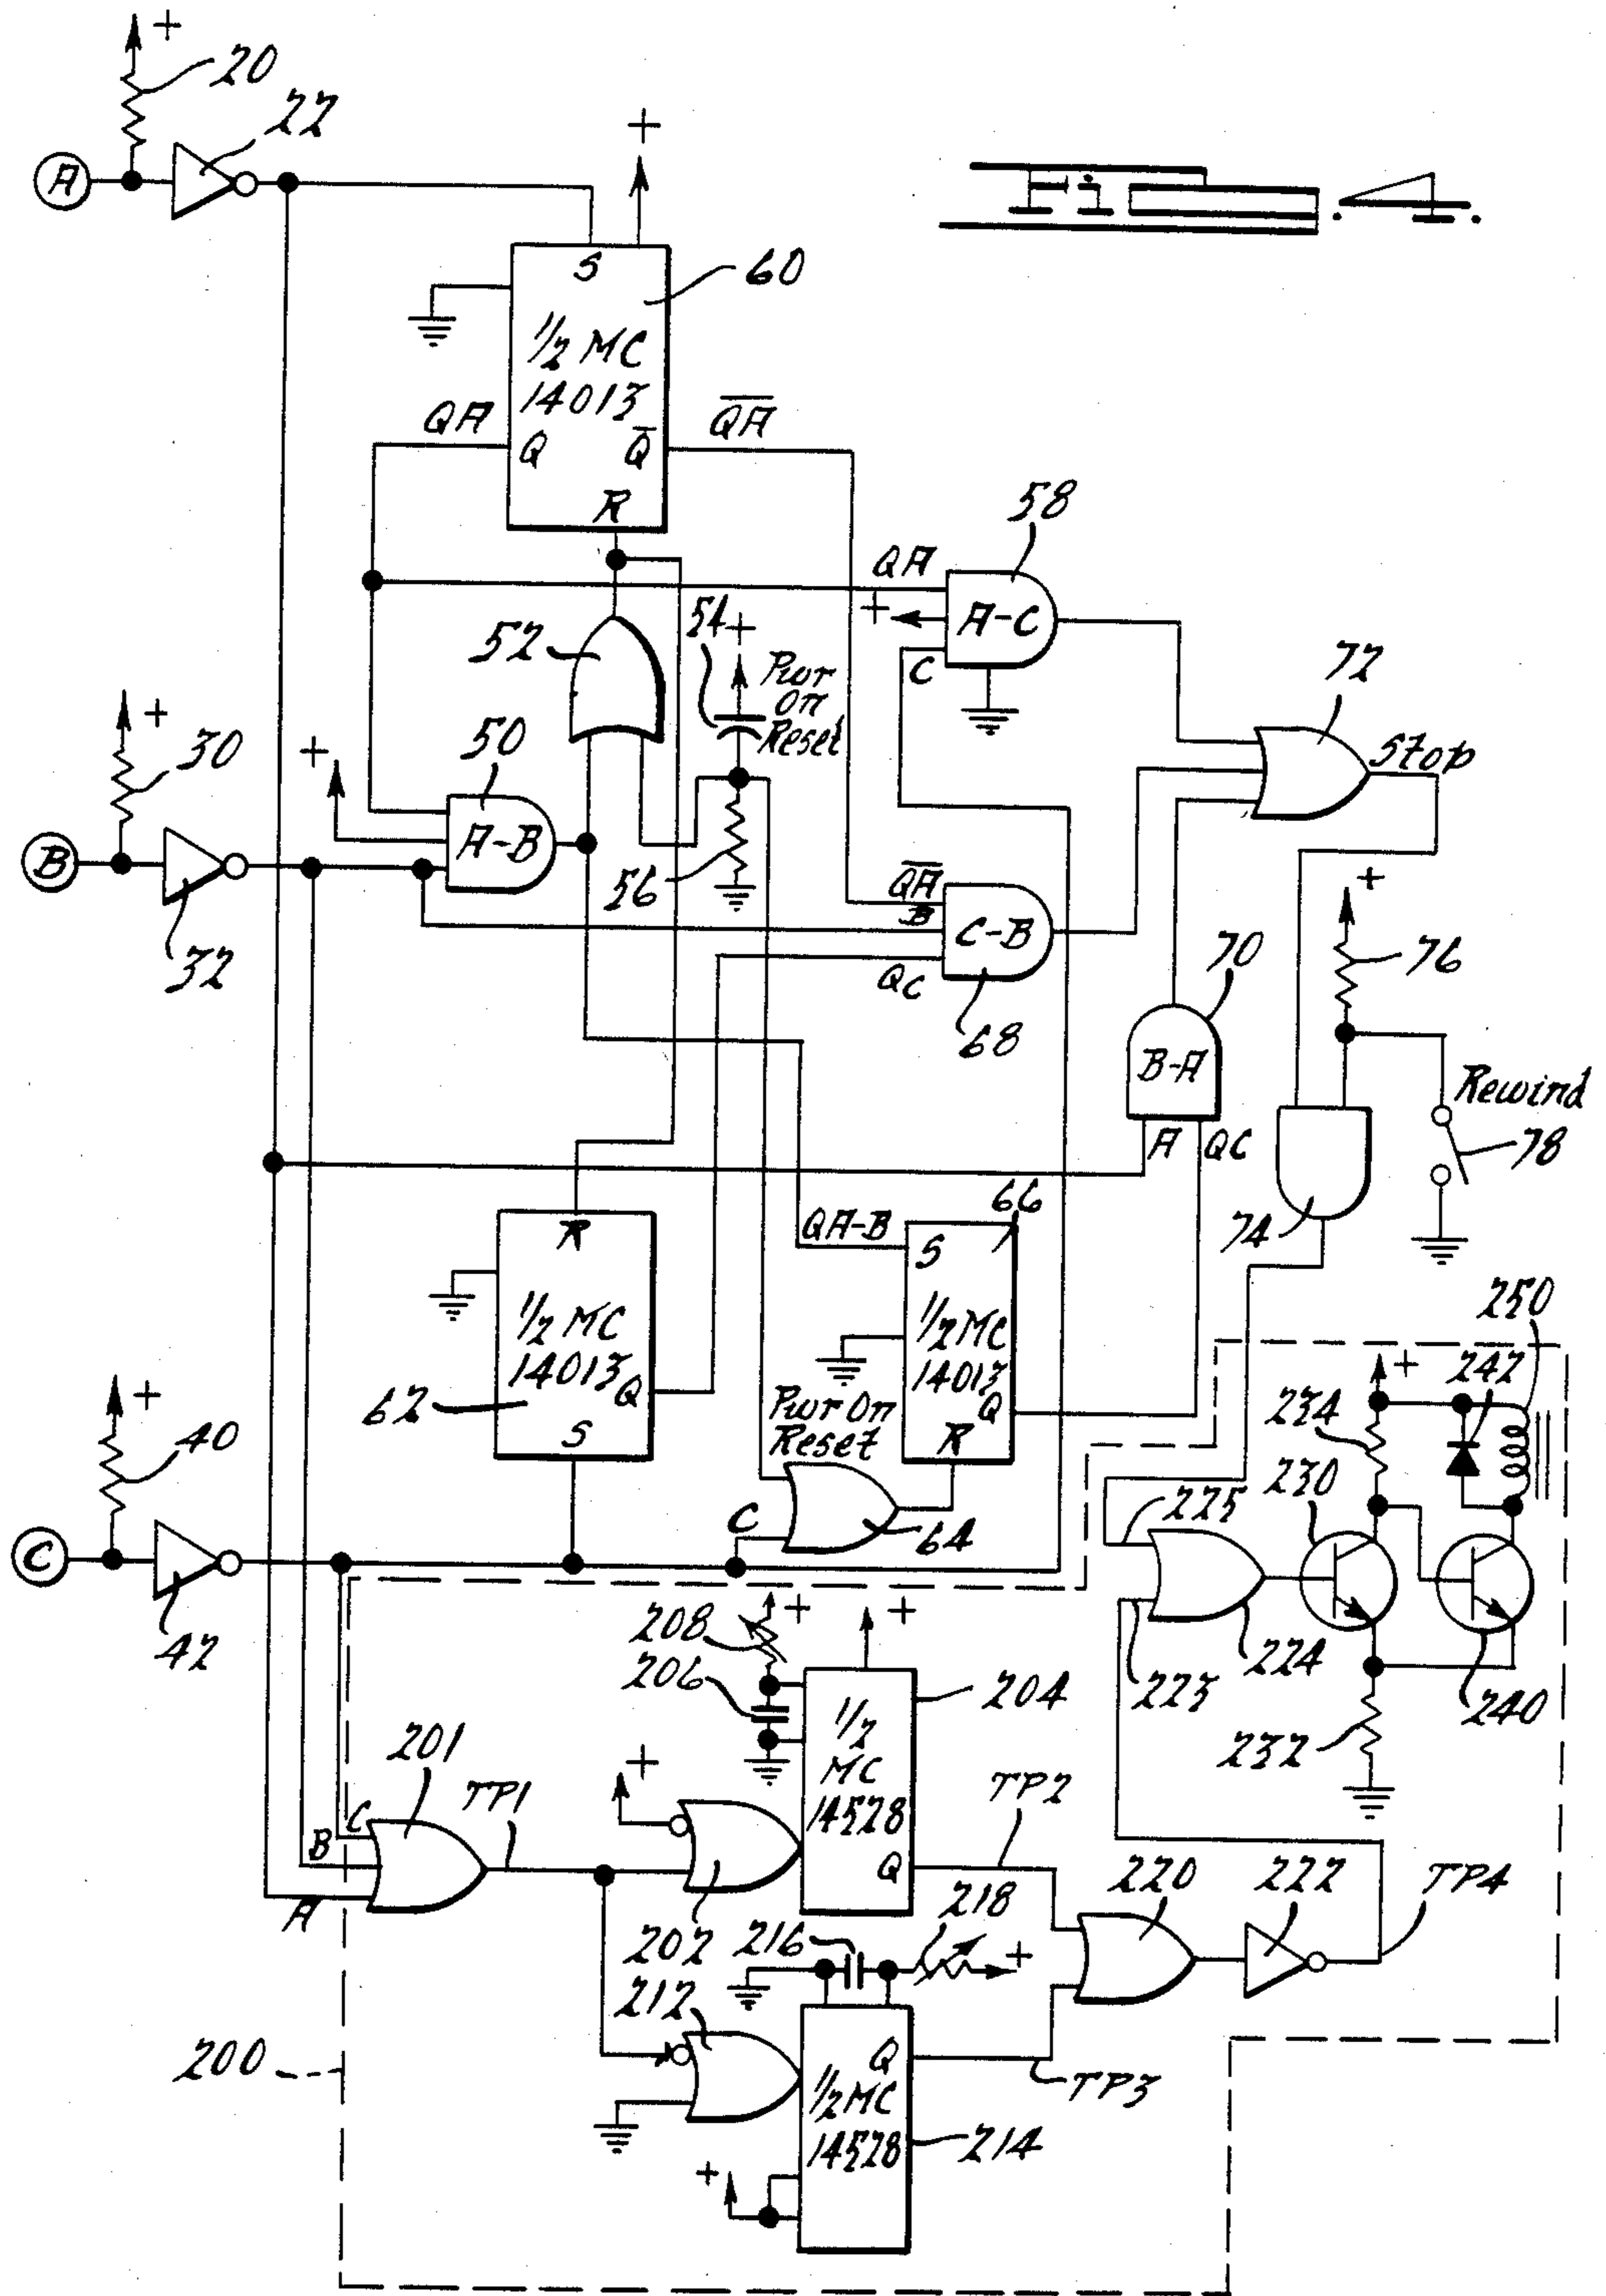 +
20
22
A
+
Fig. 4.
S
60
1/2 MC
14013
QA
Q̅A̅
Q
Q̅
R
58
QA
+
A-C
C
54
+
52
Pwr
on
Reset
72
Stop
+
30
+
50
A-B
B
56
32
Q̅A̅
B
C-B
QC
68
+
76
70
B-A
A
QC
Rewind
78
74
66
R
QA-B
S
1/2 MC
14013
Q
62
S
1/2 MC
14013
Q
R
Pwr On
Reset
250
+
242
234
230
+
40
C
64
225
C
42
208
+
+
206
204
223
224
240
232
1/2
MC
14528
Q
201
TP1
+
TP2
C
B
A
202
218
220
222
TP4
216
+
212
200
Q
1/2 MC
14528
TP3
214
+